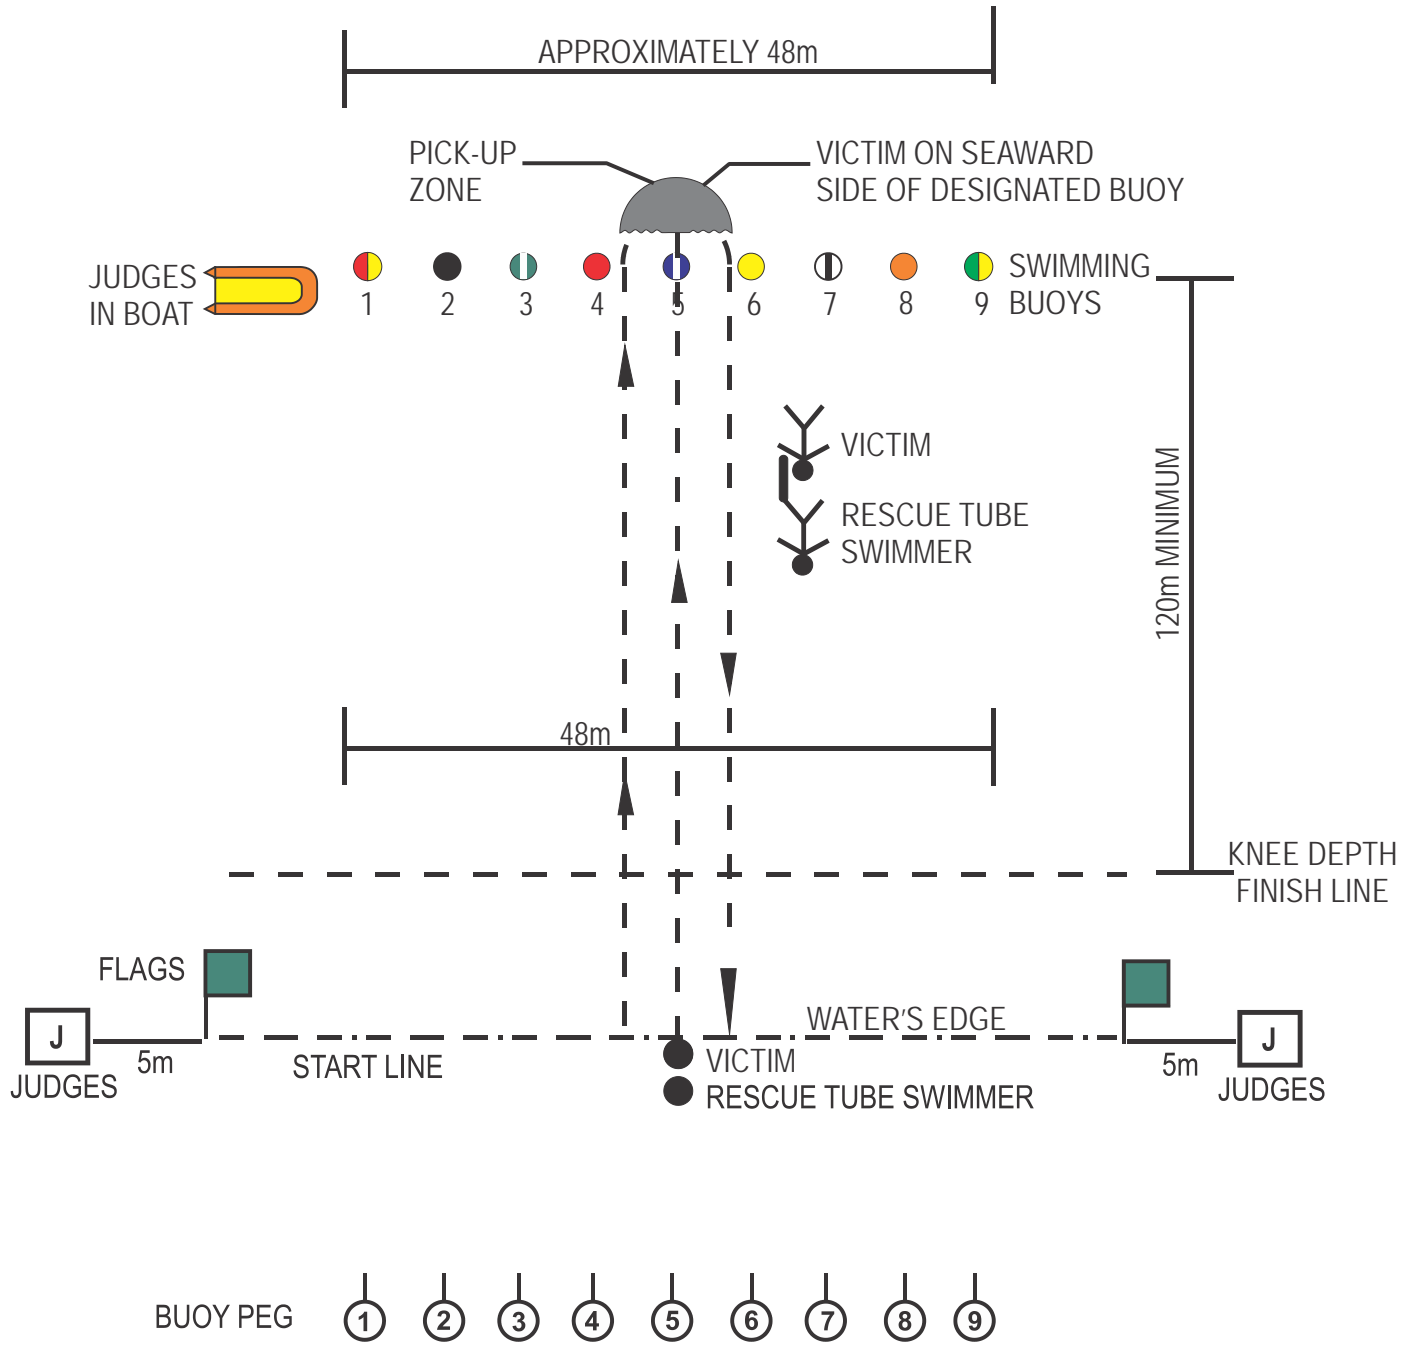 APPROXIMATELY 48m
PICK-UP
ZONE
VICTIM ON SEAWARD
SIDE OF DESIGNATED BUOY
JUDGES
IN BOAT
1 2 3 4 5 6 7 8 9
SWIMMING
BUOYS
VICTIM
RESCUE TUBE
SWIMMER
120m MINIMUM
48m
KNEE DEPTH
FINISH LINE
FLAGS
J
JUDGES
5m
START LINE
WATER'S EDGE
VICTIM
RESCUE TUBE SWIMMER
5m
J
JUDGES
BUOY PEG 1 2 3 4 5 6 7 8 9